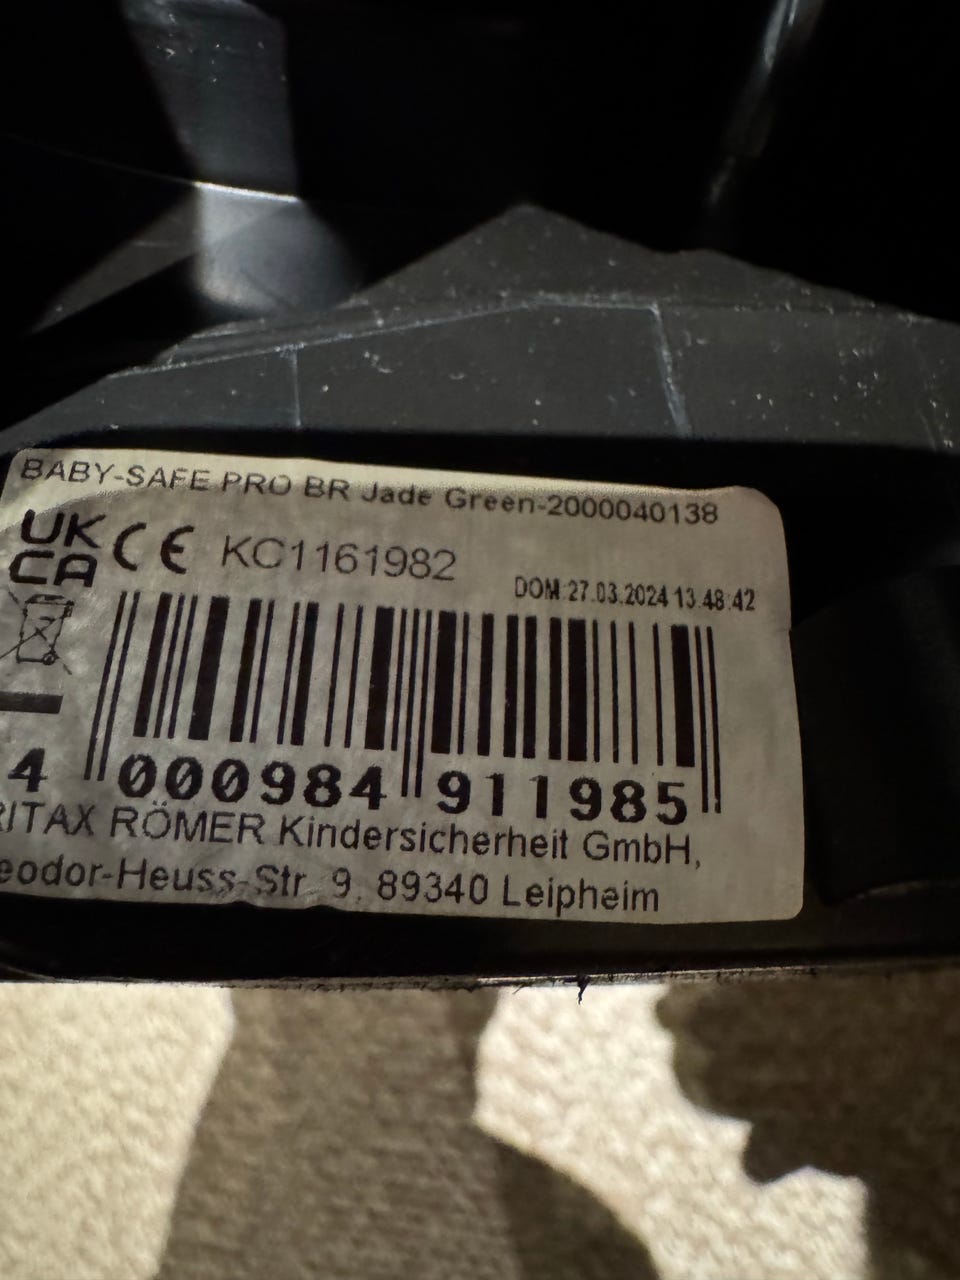 BABY-SAFE PRO BR Jade Green-2000040138
UK
CA
CE KC1161982
DOM:27.03.2024 13:48:42
4 000984 911985
RITAX RÖMER Kindersicherheit GmbH,
eodor-Heuss-Str. 9, 89340 Leipheim